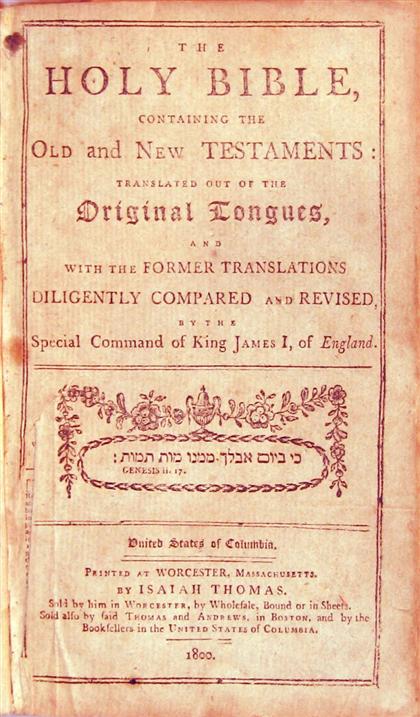 THE
HOLY BIBLE,
CONTAINING THE
OLD and NEW TESTAMENTS:
TRANSLATED OUT OF THE
Original Tongues,
AND
WITH THE FORMER TRANSLATIONS
DILIGENTLY COMPARED AND REVISED,
BY THE
Special Command of King JAMES I, of England.
כי ביום אבלך-ממנו מות תמות:
GENESIS ii. 17.
United States of Columbia.
PRINTED AT WORCESTER, MASSACHUSETTS.
BY ISAIAH THOMAS.
Sold by him in WORCESTER, by Wholeſale, Bound or in Sheets.
Sold alſo by ſaid THOMAS and ANDREWS, in BOSTON, and by the
Bookſellers in the UNITED STATES of COLUMBIA.
1800.